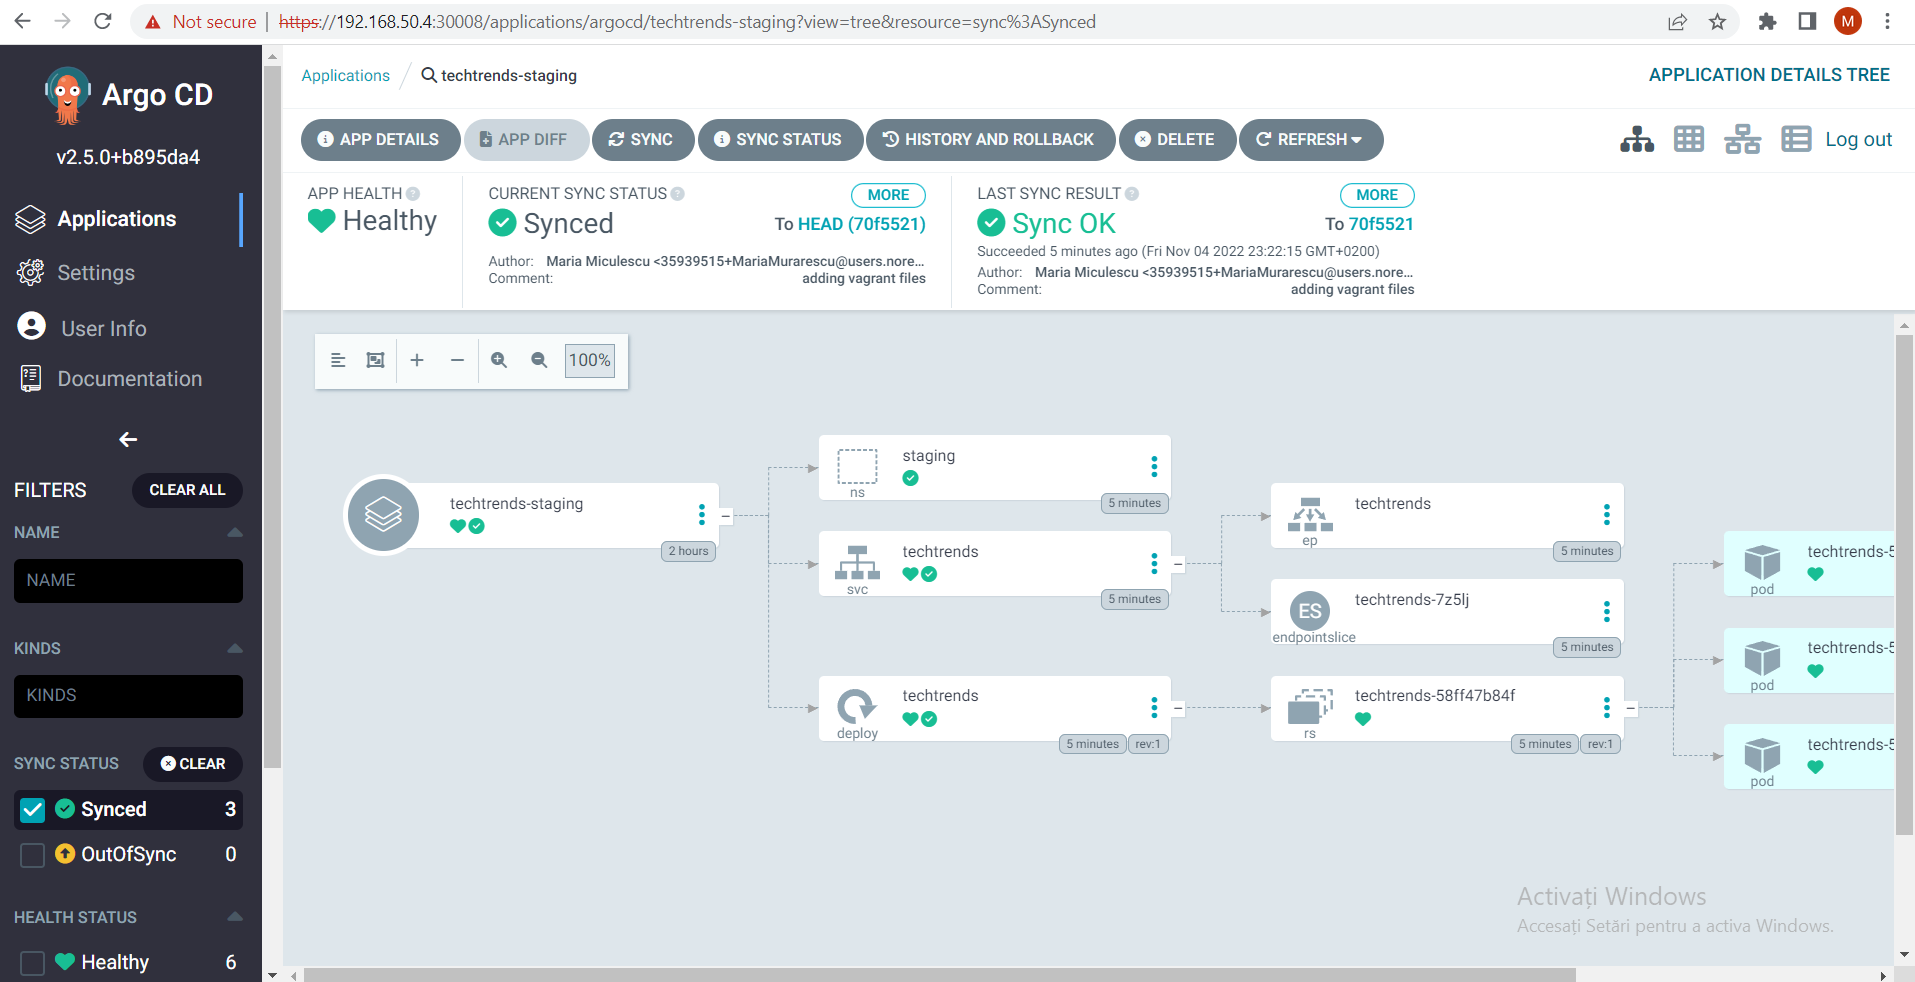 Not secure
https://192.168.50.4:30008/applications/argocd/techtrends-staging?view=tree&resource=sync%3ASynced
M
Argo CD
v2.5.0+b895da4
Applications
Settings
User Info
Documentation
FILTERS
CLEAR ALL
NAME
NAME
KINDS
KINDS
SYNC STATUS
CLEAR
Synced 3
OutOfSync 0
HEALTH STATUS
Healthy 6
Applications
techtrends-staging
APPLICATION DETAILS TREE
APP DETAILS
APP DIFF
SYNC
SYNC STATUS
HISTORY AND ROLLBACK
DELETE
REFRESH
Log out
APP HEALTH
Healthy
CURRENT SYNC STATUS
MORE
Synced
To HEAD (70f5521)
Author: Maria Miculescu <35939515+MariaMurarescu@users.nore...
Comment: adding vagrant files
LAST SYNC RESULT
MORE
Sync OK
To 70f5521
Succeeded 5 minutes ago (Fri Nov 04 2022 23:22:15 GMT+0200)
Author: Maria Miculescu <35939515+MariaMurarescu@users.nore...
Comment: adding vagrant files
100%
techtrends-staging
2 hours
staging
ns
5 minutes
techtrends
svc
5 minutes
techtrends
deploy
5 minutes
rev:1
techtrends
ep
5 minutes
ES
techtrends-7z5lj
endpointslice
5 minutes
techtrends-58ff47b84f
rs
5 minutes
rev:1
techtrends-5
pod
techtrends-5
pod
techtrends-5
pod
Activați Windows
Accesați Setări pentru a activa Windows.